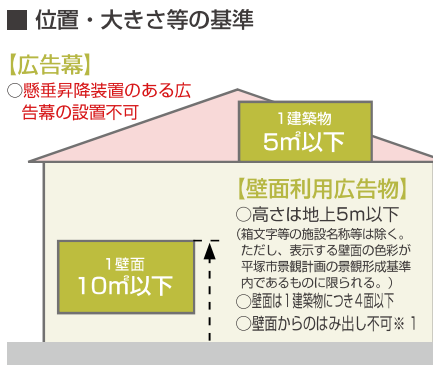 ■ 位置・大きさ等の基準
【広告幕】
○懸垂昇降装置のある広
告幕の設置不可
1建築物
5㎡以下
【壁面利用広告物】
○高さは地上5m以下
（箱文字等の施設名称等は除く。
ただし、表示する壁面の色彩が
平塚市景観計画の景観形成基準
内であるものに限られる。）
○壁面は1建築物につき4面以下
○壁面からのはみ出し不可※1
1壁面
10㎡以下